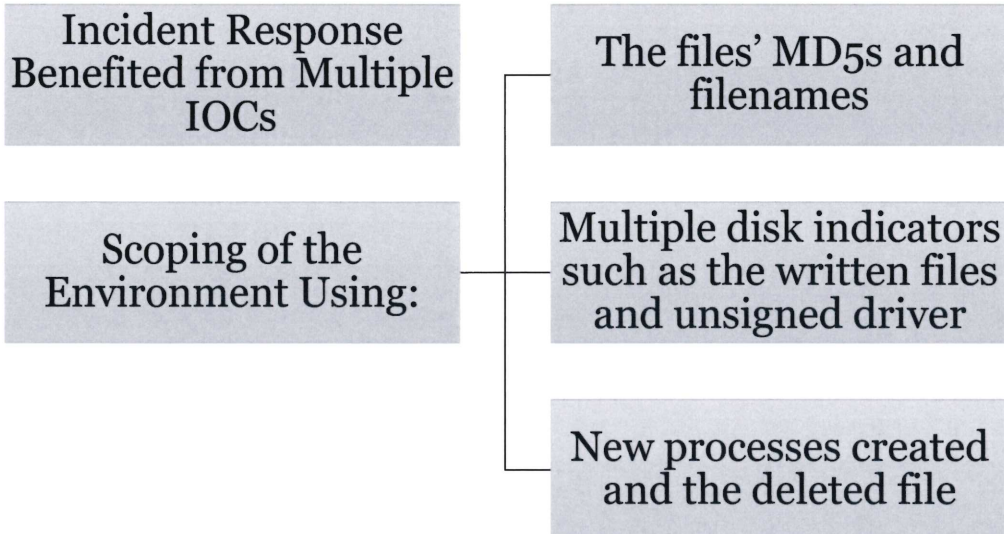 Incident Response
Benefited from Multiple
IOCs
Scoping of the
Environment Using:
The files’ MD5s and
filenames
Multiple disk indicators
such as the written files
and unsigned driver
New processes created
and the deleted file